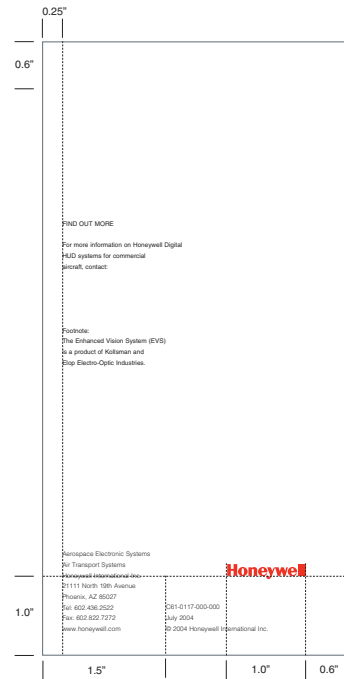 0.25”
0.6”
FIND OUT MORE
For more information on Honeywell Digital
HUD systems for commercial
aircraft, contact:
Footnote:
The Enhanced Vision System (EVS)
is a product of Kollsman and
Elop Electro-Optic Industries.
Aerospace Electronic Systems
Air Transport Systems
Honeywell International Inc.
21111 North 19th Avenue
Phoenix, AZ 85027
Tel: 602.436.2522
Fax: 602.822.7272
www.honeywell.com
C61-0117-000-000
July 2004
© 2004 Honeywell International Inc.
Honeywell
1.0”
1.5”
1.0”
0.6”